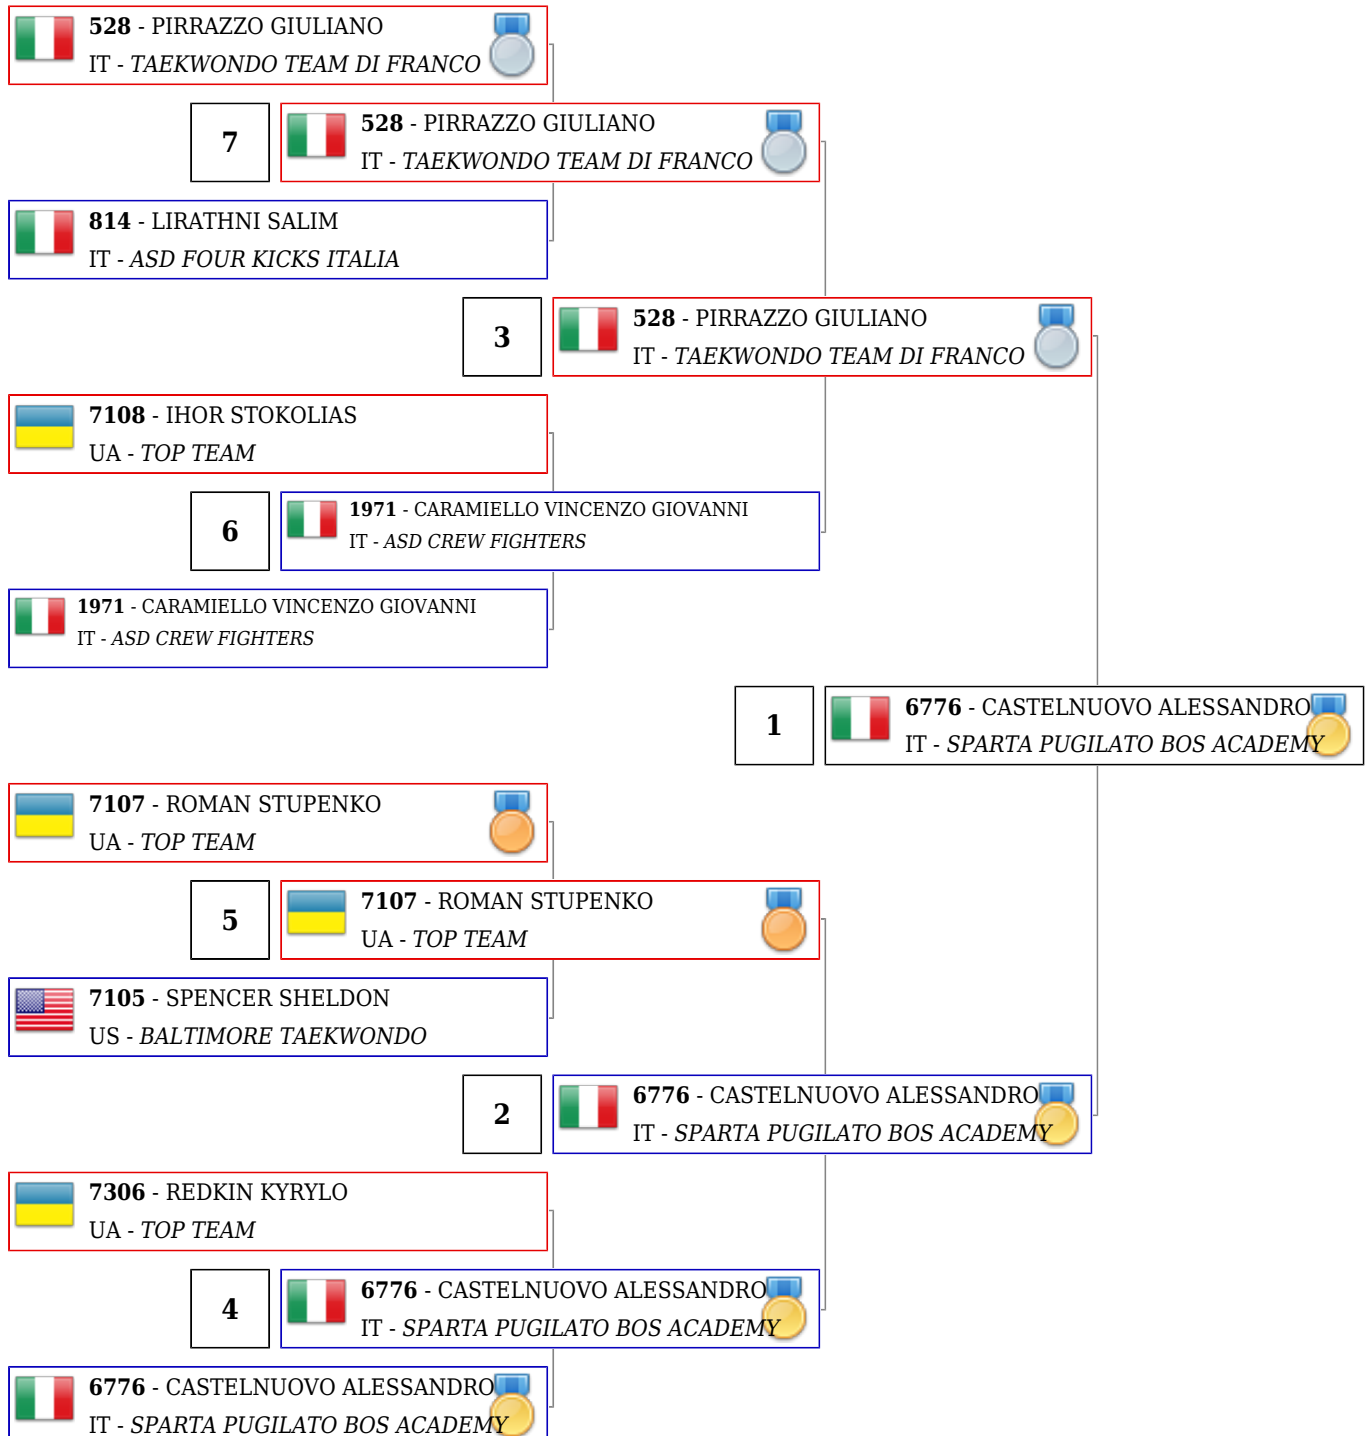 528 - PIRRAZZO GIULIANO
IT - TAEKWONDO TEAM DI FRANCO
7
528 - PIRRAZZO GIULIANO
IT - TAEKWONDO TEAM DI FRANCO
814 - LIRATHNI SALIM
IT - ASD FOUR KICKS ITALIA
3
528 - PIRRAZZO GIULIANO
IT - TAEKWONDO TEAM DI FRANCO
7108 - IHOR STOKOLIAS
UA - TOP TEAM
6
1971 - CARAMIELLO VINCENZO GIOVANNI
IT - ASD CREW FIGHTERS
1971 - CARAMIELLO VINCENZO GIOVANNI
IT - ASD CREW FIGHTERS
1
6776 - CASTELNUOVO ALESSANDRO
IT - SPARTA PUGILATO BOS ACADEMY
7107 - ROMAN STUPENKO
UA - TOP TEAM
5
7107 - ROMAN STUPENKO
UA - TOP TEAM
7105 - SPENCER SHELDON
US - BALTIMORE TAEKWONDO
2
6776 - CASTELNUOVO ALESSANDRO
IT - SPARTA PUGILATO BOS ACADEMY
7306 - REDKIN KYRYLO
UA - TOP TEAM
4
6776 - CASTELNUOVO ALESSANDRO
IT - SPARTA PUGILATO BOS ACADEMY
6776 - CASTELNUOVO ALESSANDRO
IT - SPARTA PUGILATO BOS ACADEMY